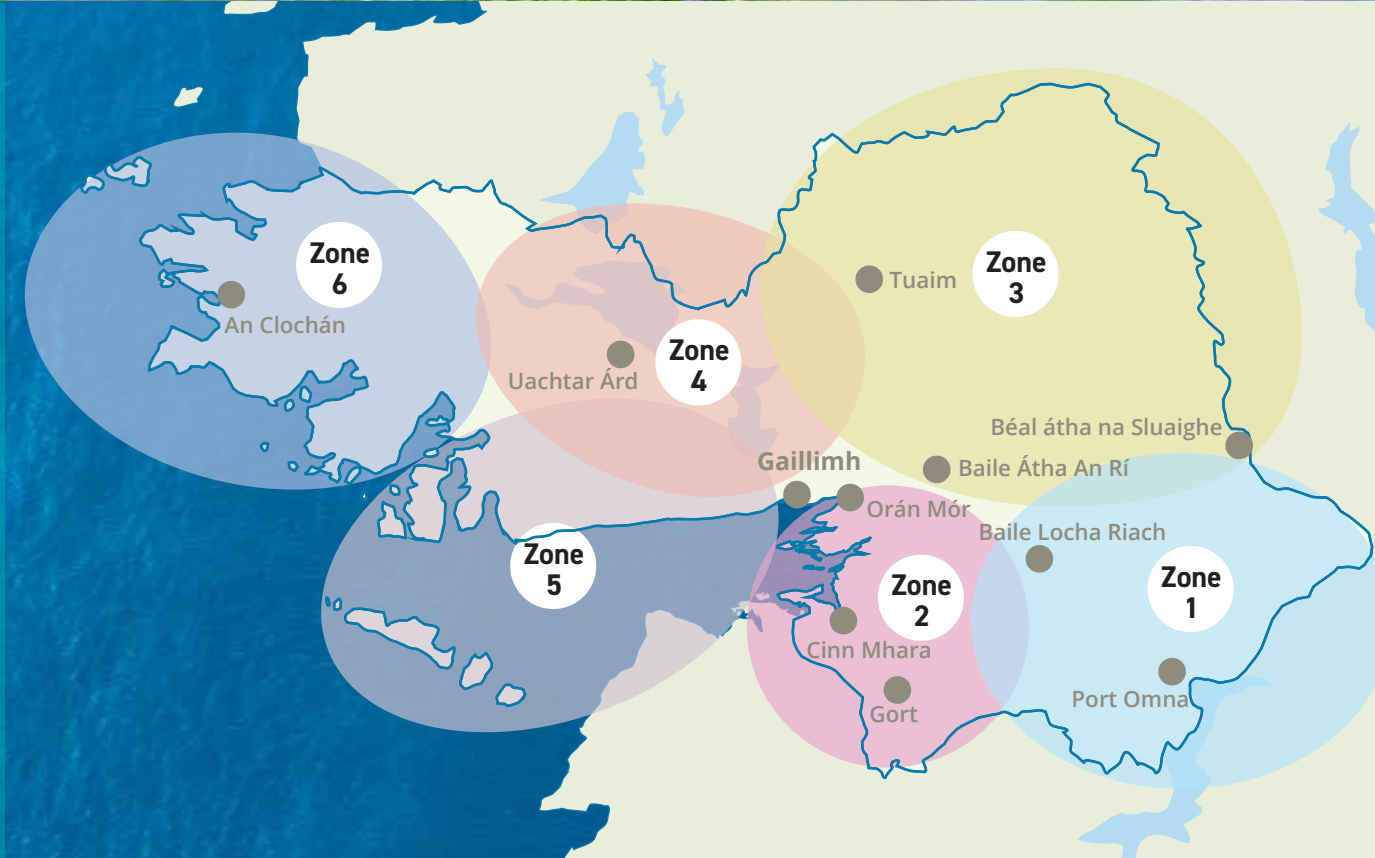 Zone
6
An Clochán
Zone
4
Uachtar Árd
Tuaim
Zone
3
Béal átha na Sluaighe
Gaillimh
Baile Átha An Rí
Orán Mór
Baile Locha Riach
Zone
5
Zone
2
Zone
1
Cinn Mhara
Port Omna
Gort